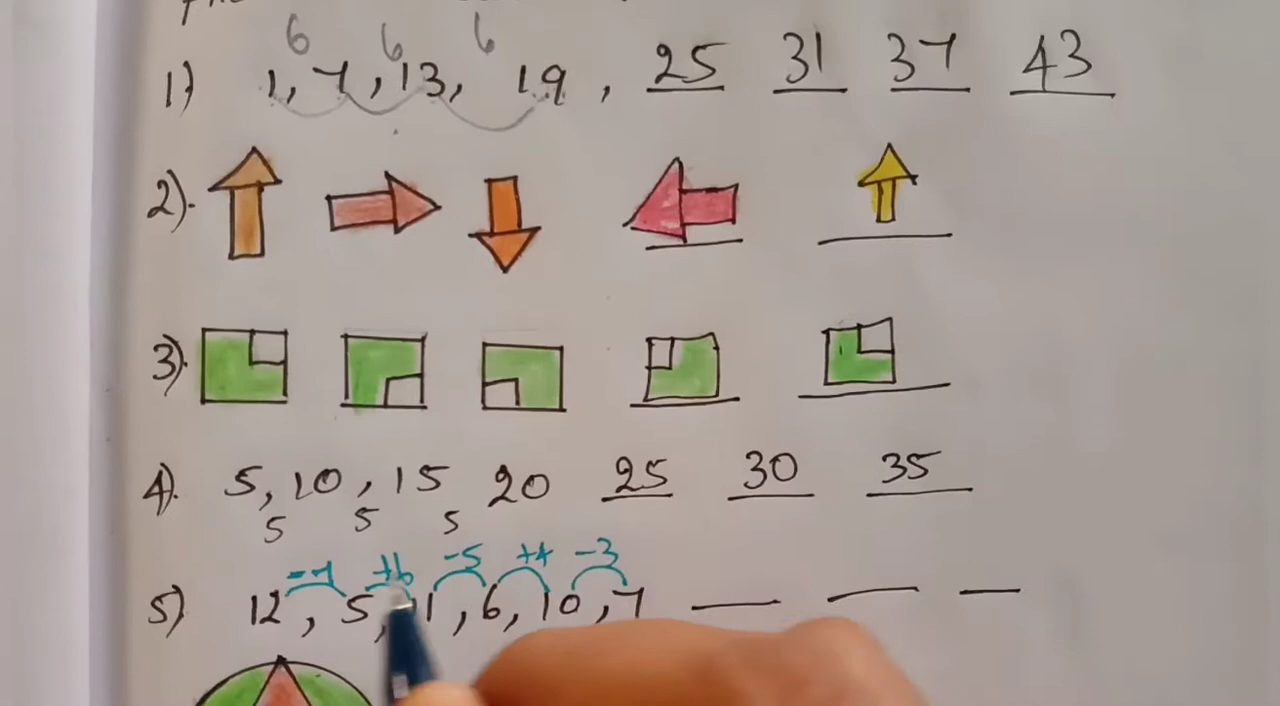 6 6 6
1) 1, 7, 13, 19, 25 31 37 43
2).
3).
4). 5, 10, 15 20 25 30 35
5 5 5
-7 +6 -5 +4 -3
5) 12, 5, 11, 6, 10, 7